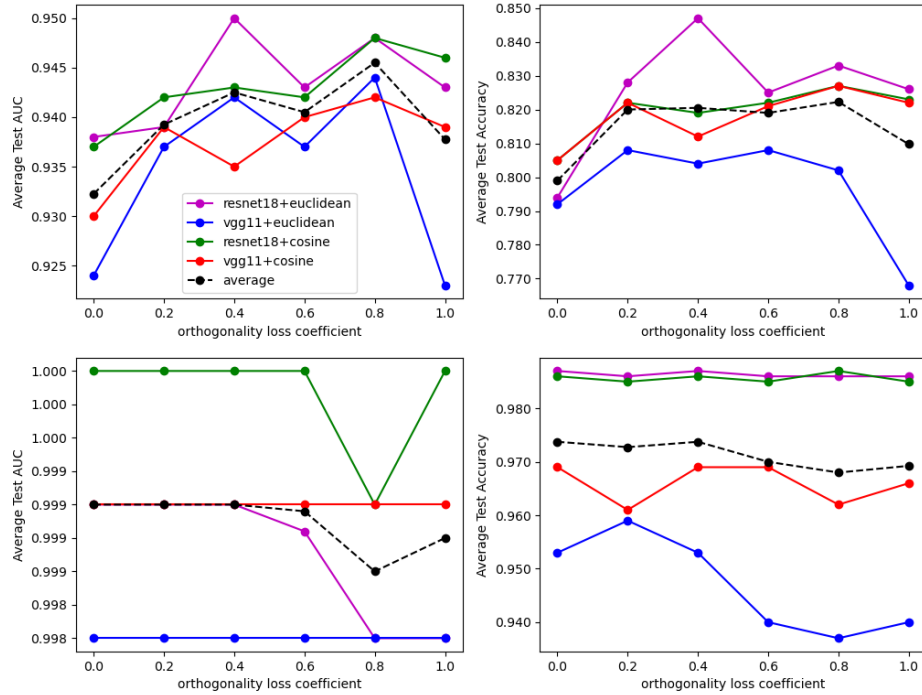 Average Test AUC
0.950
0.945
0.940
0.935
0.930
0.925
resnet18+euclidean
vgg11+euclidean
resnet18+cosine
vgg11+cosine
average
0.0 0.2 0.4 0.6 0.8 1.0
orthogonality loss coefficient
Average Test Accuracy
0.850
0.840
0.830
0.820
0.810
0.800
0.790
0.780
0.770
0.0 0.2 0.4 0.6 0.8 1.0
orthogonality loss coefficient
Average Test AUC
1.000
1.000
1.000
0.999
0.999
0.999
0.999
0.998
0.998
0.0 0.2 0.4 0.6 0.8 1.0
orthogonality loss coefficient
Average Test Accuracy
0.980
0.970
0.960
0.950
0.940
0.0 0.2 0.4 0.6 0.8 1.0
orthogonality loss coefficient